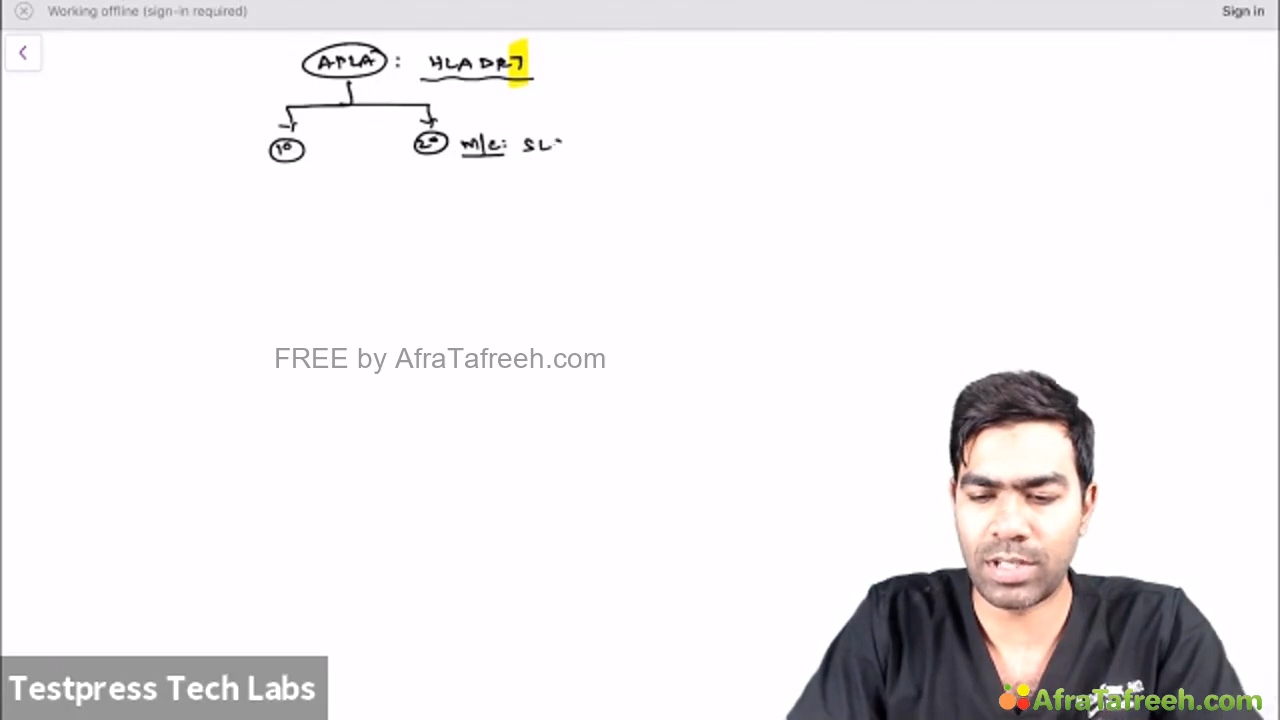 Working offline (sign-in required)
Sign in
APLA : HLA DR7
1° 2° M/C: SL
FREE by AfraTafreeh.com
Testpress Tech Labs
AfraTafreeh.com